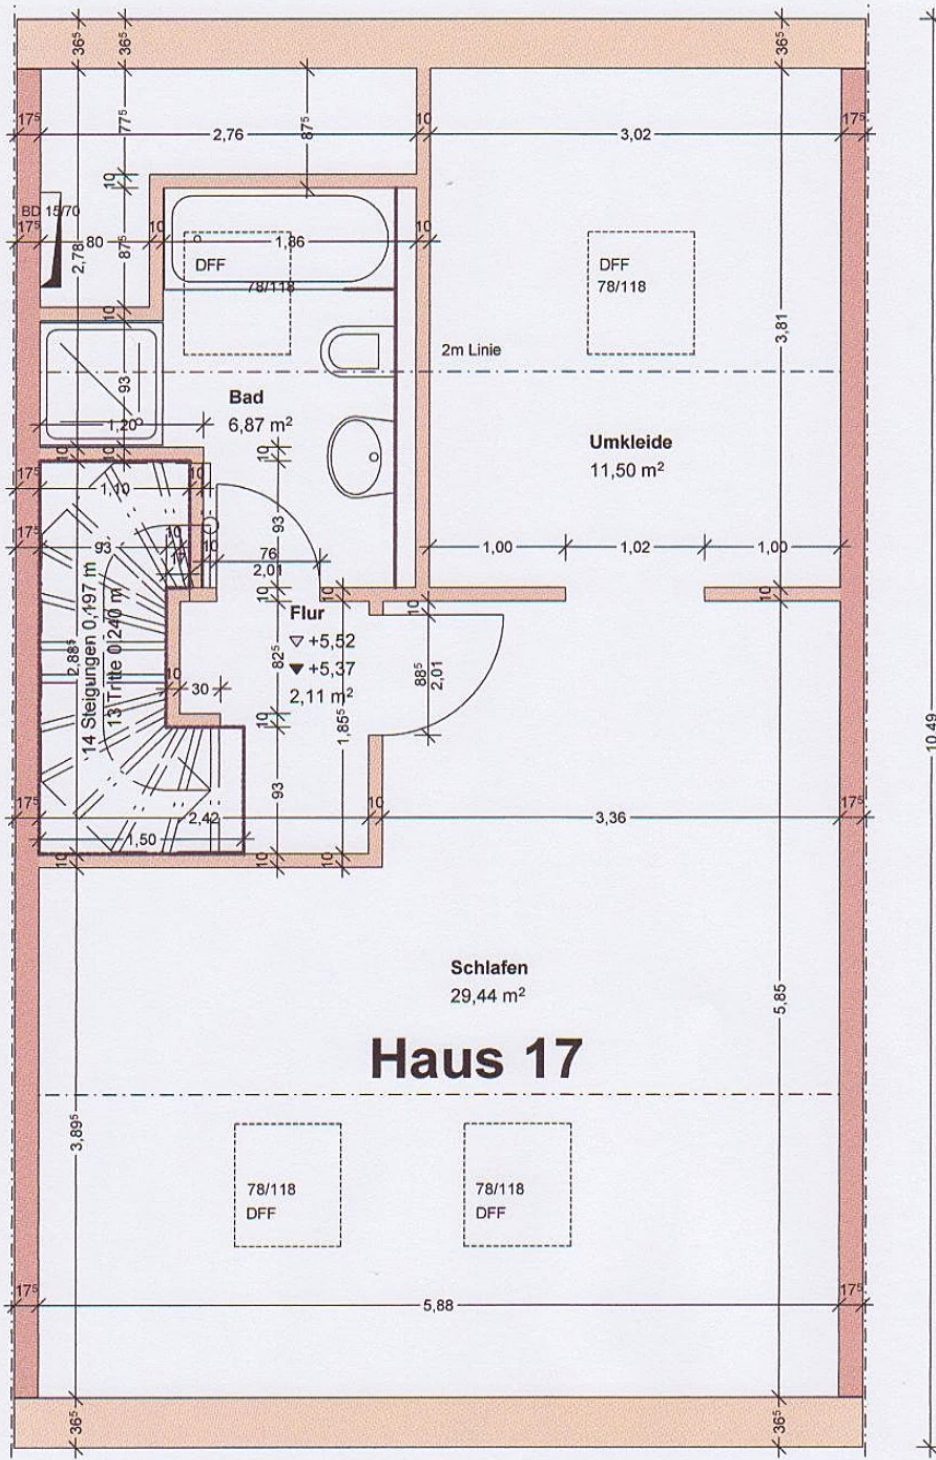 36⁵ 36⁵ 36⁵
17⁵ 2,76 10 3,02 17⁵
77⁵ 87⁵
10
BD 15/70
17⁵ 80 10 1,86 10
2,78 87⁵
DFF
78/118
DFF
78/118
10
10
3,81
2m Linie
93
Bad
6,87 m²
1,20
Umkleide
11,50 m²
10 10 10
17⁵ 1,10 10
93
17⁵ 93 10 17 10 76
2,01
1,00 1,02 1,00
10 10 10 10
Flur
▽ +5,52
▼ +5,37
2,11 m²
82⁵
88⁵
2,01
14 Steigungen 0,197 m
13 Tritte 0,240 m
2,88⁵
10 30
10
1,85⁵
10,49
93
17⁵ 2,42 10 3,36 17⁵
1,50
10 10 10
Schlafen
29,44 m²
5,85
Haus 17
3,89⁵
78/118
DFF
78/118
DFF
17⁵ 5,88 17⁵
36⁵ 36⁵